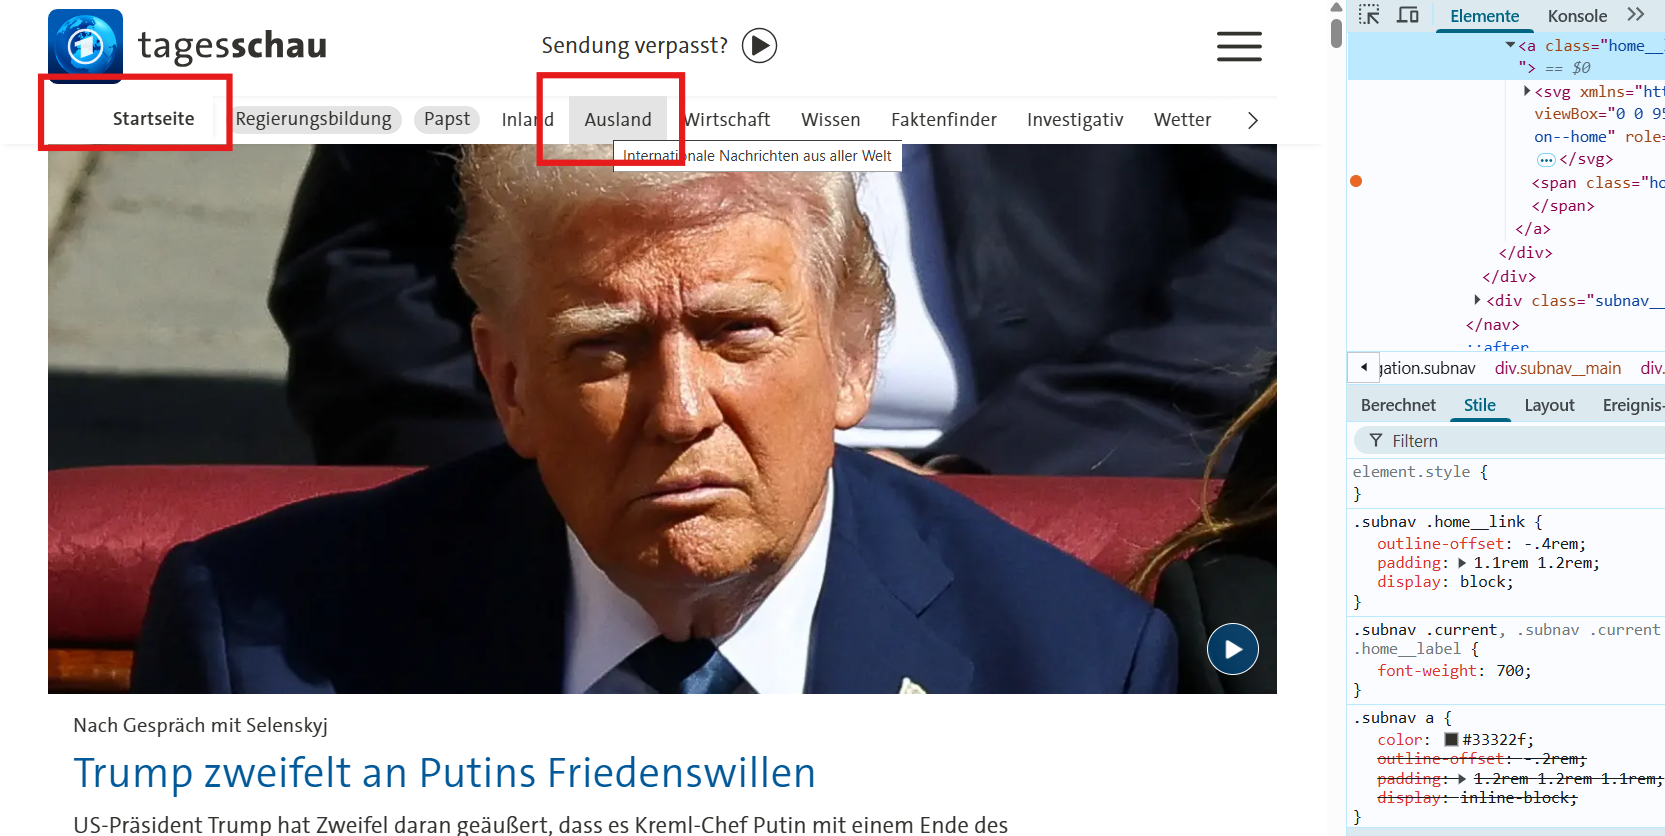 tagesschau
Sendung verpasst?
Startseite
Regierungsbildung
Papst
Inland
Ausland
Wirtschaft
Wissen
Faktenfinder
Investigativ
Wetter
Internationale Nachrichten aus aller Welt
Nach Gespräch mit Selenskyj
Trump zweifelt an Putins Friedenswillen
US-Präsident Trump hat Zweifel daran geäußert, dass es Kreml-Chef Putin mit einem Ende des
Elemente
Konsole
<a class="home__
"> == $0
<svg xmlns="htt
viewBox="0 0 95
on--home" role=
</svg>
<span class="ho
</span>
</a>
</div>
</div>
<div class="subnav__
</nav>
::after
gation.subnav div.subnav__main div.
Berechnet Stile Layout Ereignis-
Filtern
element.style {
}
.subnav .home__link {
outline-offset: -.4rem;
padding: 1.1rem 1.2rem;
display: block;
}
.subnav .current, .subnav .current
.home__label {
font-weight: 700;
}
.subnav a {
color: #33322f;
outline-offset: -.2rem;
padding: 1.2rem 1.2rem 1.1rem;
display: inline-block;
}